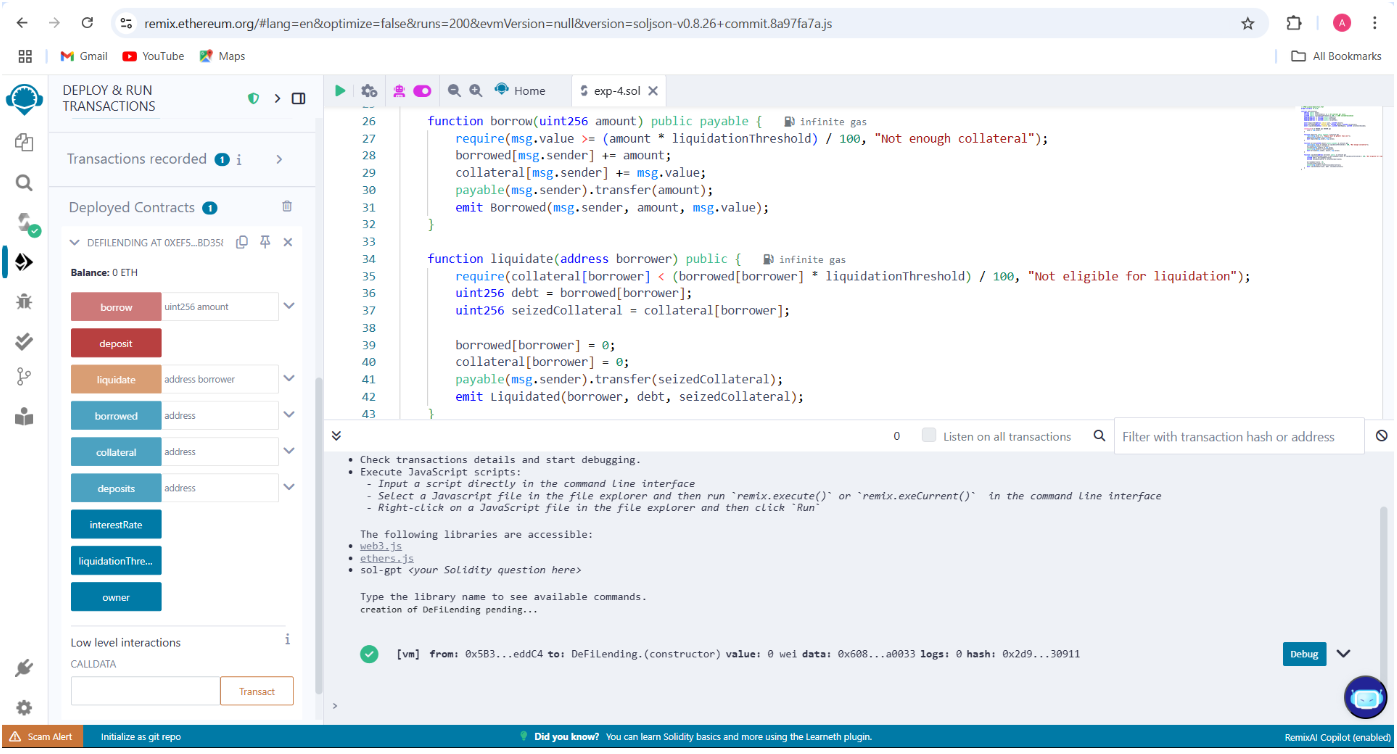 remix.ethereum.org/#lang=en&optimize=false&runs=200&evmVersion=null&version=soljson-v0.8.26+commit.8a97fa7a.js
A
Gmail
YouTube
Maps
All Bookmarks
DEPLOY & RUN
TRANSACTIONS
Transactions recorded 1 i
Deployed Contracts 1
DEFILENDING AT 0XEF5...BD358
Balance: 0 ETH
borrow uint256 amount
deposit
liquidate address borrower
borrowed address
collateral address
deposits address
interestRate
liquidationThre...
owner
Low level interactions i
CALLDATA
Transact
Home
exp-4.sol
26 function borrow(uint256 amount) public payable { infinite gas
27 require(msg.value >= (amount * liquidationThreshold) / 100, "Not enough collateral");
28 borrowed[msg.sender] += amount;
29 collateral[msg.sender] += msg.value;
30 payable(msg.sender).transfer(amount);
31 emit Borrowed(msg.sender, amount, msg.value);
32 }
33
34 function liquidate(address borrower) public { infinite gas
35 require(collateral[borrower] < (borrowed[borrower] * liquidationThreshold) / 100, "Not eligible for liquidation");
36 uint256 debt = borrowed[borrower];
37 uint256 seizedCollateral = collateral[borrower];
38
39 borrowed[borrower] = 0;
40 collateral[borrower] = 0;
41 payable(msg.sender).transfer(seizedCollateral);
42 emit Liquidated(borrower, debt, seizedCollateral);
43 }
0 Listen on all transactions Filter with transaction hash or address
• Check transactions details and start debugging.
• Execute JavaScript scripts:
- Input a script directly in the command line interface
- Select a Javascript file in the file explorer and then run `remix.execute()` or `remix.exeCurrent()` in the command line interface
- Right-click on a JavaScript file in the file explorer and then click `Run`
The following libraries are accessible:
• web3.js
• ethers.js
• sol-gpt <your Solidity question here>
Type the library name to see available commands.
creation of DeFiLending pending...
[vm] from: 0x5B3...eddC4 to: DeFiLending.(constructor) value: 0 wei data: 0x608...a0033 logs: 0 hash: 0x2d9...30911
Debug
>
Scam Alert
Initialize as git repo
Did you know? You can learn Solidity basics and more using the Learneth plugin.
RemixAI Copilot (enabled)